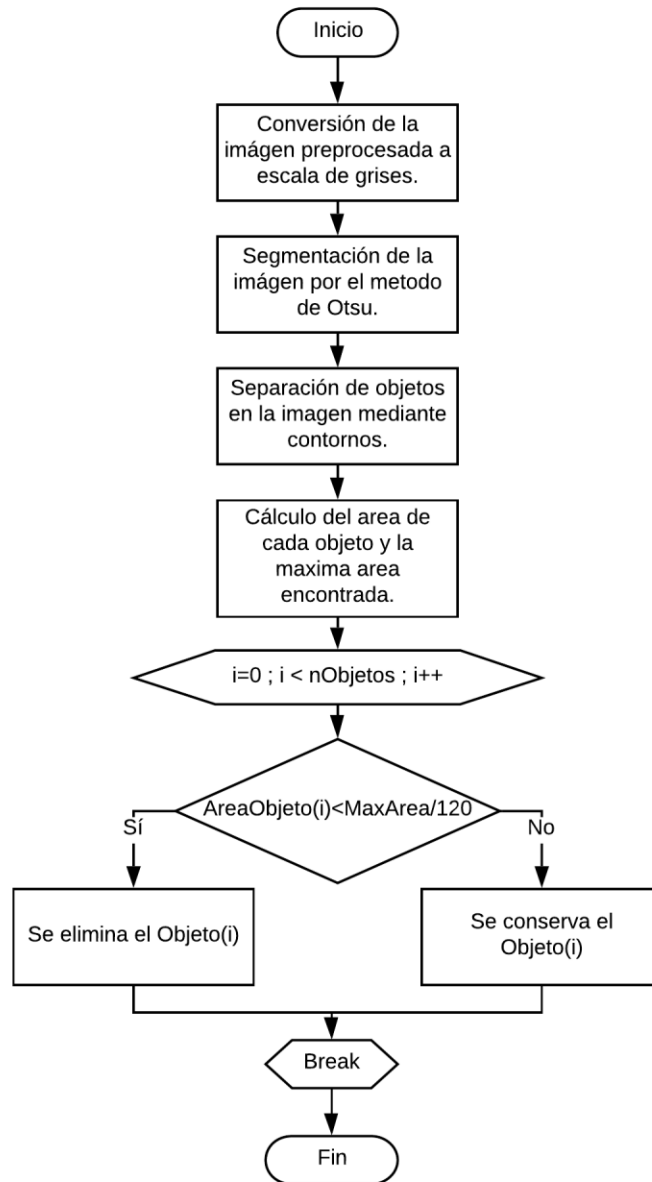 Inicio
Conversión de la
imágen preprocesada a
escala de grises.
Segmentación de la
imágen por el metodo
de Otsu.
Separación de objetos
en la imagen mediante
contornos.
Cálculo del area de
cada objeto y la
maxima area
encontrada.
i=0 ; i < nObjetos ; i++
AreaObjeto(i)<MaxArea/120
Sí
No
Se elimina el Objeto(i)
Se conserva el
Objeto(i)
Break
Fin